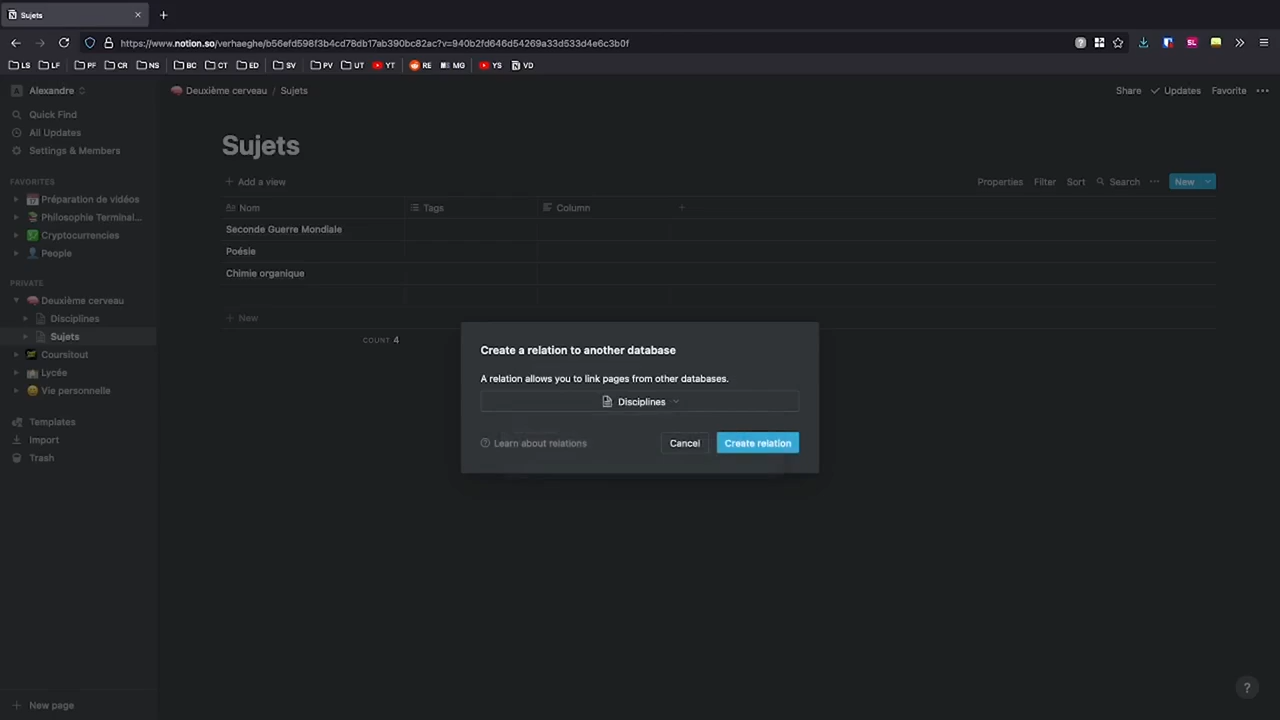 Sujets
https://www.notion.so/verhaeghe/b56efd598f3b4cd78db17ab390bc82ac?v=940b2fd646d54269a33d533d4e6c3b0f
LS LF PF CR NS BC CT ED SV PV UT YT RE MG YS VD
Alexandre
Deuxième cerveau / Sujets
Share Updates Favorite
Quick Find
All Updates
Settings & Members
Sujets
FAVORITES
Préparation de vidéos
Philosophie Terminal...
Cryptocurrencies
People
PRIVATE
Deuxième cerveau
Disciplines
Sujets
Coursitout
Lycée
Vie personnelle
Templates
Import
Trash
New page
+ Add a view
Properties Filter Sort Search New
Nom Tags Column
Seconde Guerre Mondiale
Poésie
Chimie organique
+ New
COUNT 4
Create a relation to another database
A relation allows you to link pages from other databases.
Disciplines
Learn about relations Cancel Create relation
?